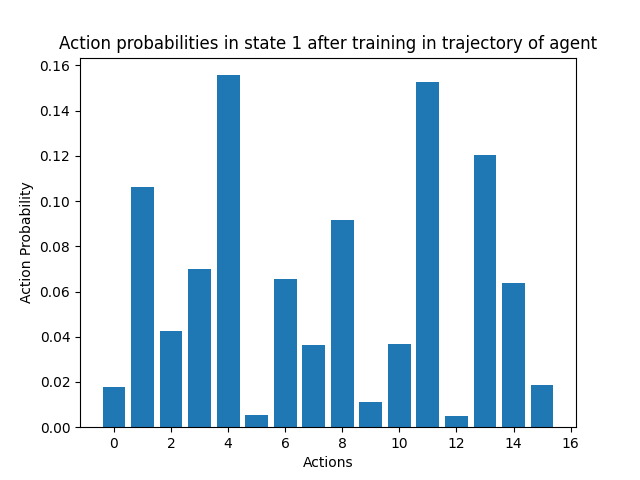 Action probabilities in state 1 after training in trajectory of agent
0.16
0.14
0.12
0.10
0.08
0.06
0.04
0.02
0.00
Action Probability
0 2 4 6 8 10 12 14 16
Actions